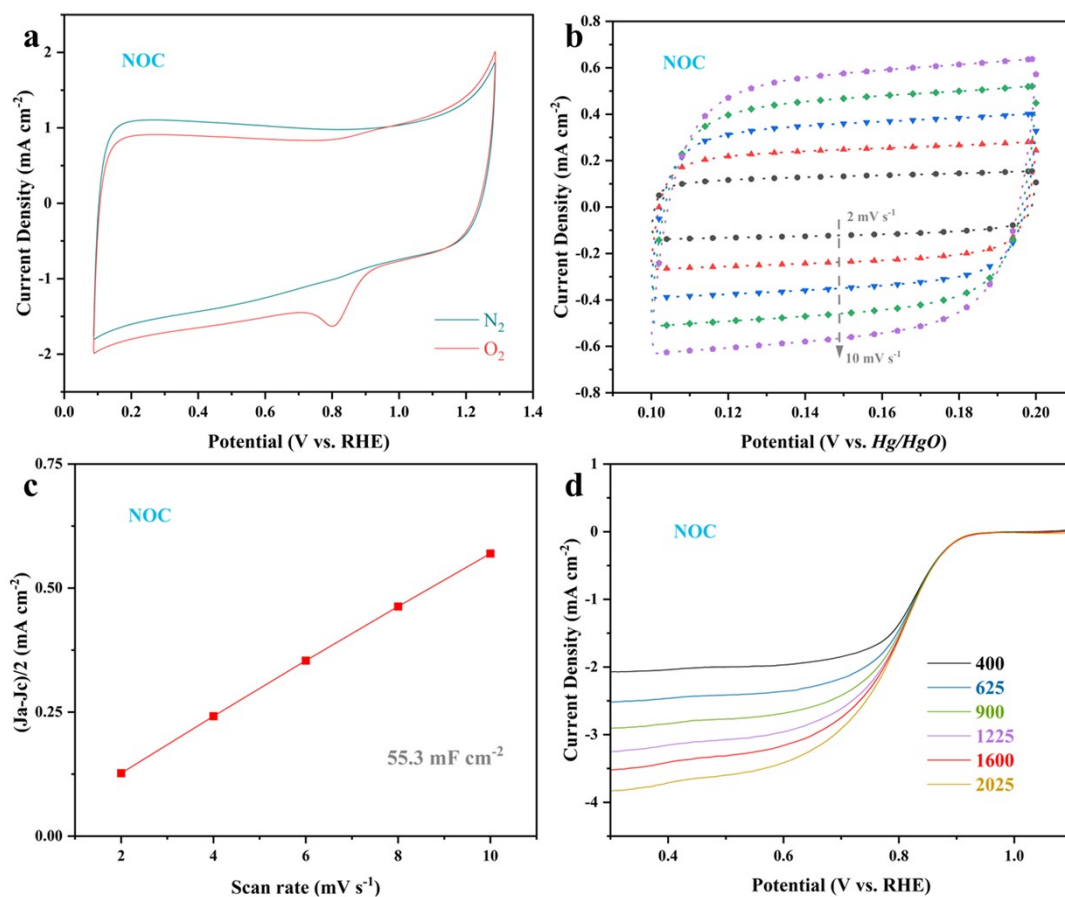 a
NOC
Current Density (mA cm⁻²)
2
1
0
-1
-2
N₂
O₂
0.0 0.2 0.4 0.6 0.8 1.0 1.2 1.4
Potential (V vs. RHE)
b
NOC
Current Density (mA cm⁻²)
0.8
0.6
0.4
0.2
0.0
-0.2
-0.4
-0.6
-0.8
2 mV s⁻¹
10 mV s⁻¹
0.10 0.12 0.14 0.16 0.18 0.20
Potential (V vs. Hg/HgO)
c
NOC
(Ja-Jc)/2 (mA cm⁻²)
0.75
0.50
0.25
0.00
55.3 mF cm⁻²
2 4 6 8 10
Scan rate (mV s⁻¹)
d
NOC
Current Density (mA cm⁻²)
1
0
-1
-2
-3
-4
400
625
900
1225
1600
2025
0.4 0.6 0.8 1.0
Potential (V vs. RHE)